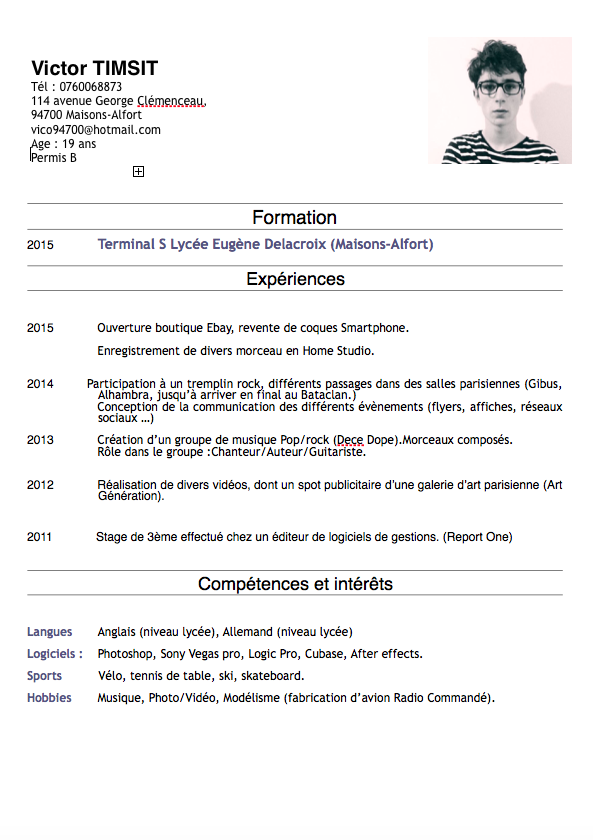 Victor TIMSIT
Tél : 0760068873
114 avenue George Clémenceau,
94700 Maisons-Alfort
vico94700@hotmail.com
Age : 19 ans
Permis B
Formation
2015 Terminal S Lycée Eugène Delacroix (Maisons-Alfort)
Expériences
2015 Ouverture boutique Ebay, revente de coques Smartphone.
Enregistrement de divers morceau en Home Studio.
2014 Participation à un tremplin rock, différents passages dans des salles parisiennes (Gibus,
Alhambra, jusqu'à arriver en final au Bataclan.)
Conception de la communication des différents évènements (flyers, affiches, réseaux
sociaux …)
2013 Création d'un groupe de musique Pop/rock (Dece Dope).Morceaux composés.
Rôle dans le groupe :Chanteur/Auteur/Guitariste.
2012 Réalisation de divers vidéos, dont un spot publicitaire d'une galerie d'art parisienne (Art
Génération).
2011 Stage de 3ème effectué chez un éditeur de logiciels de gestions. (Report One)
Compétences et intérêts
Langues Anglais (niveau lycée), Allemand (niveau lycée)
Logiciels : Photoshop, Sony Vegas pro, Logic Pro, Cubase, After effects.
Sports Vélo, tennis de table, ski, skateboard.
Hobbies Musique, Photo/Vidéo, Modélisme (fabrication d'avion Radio Commandé).